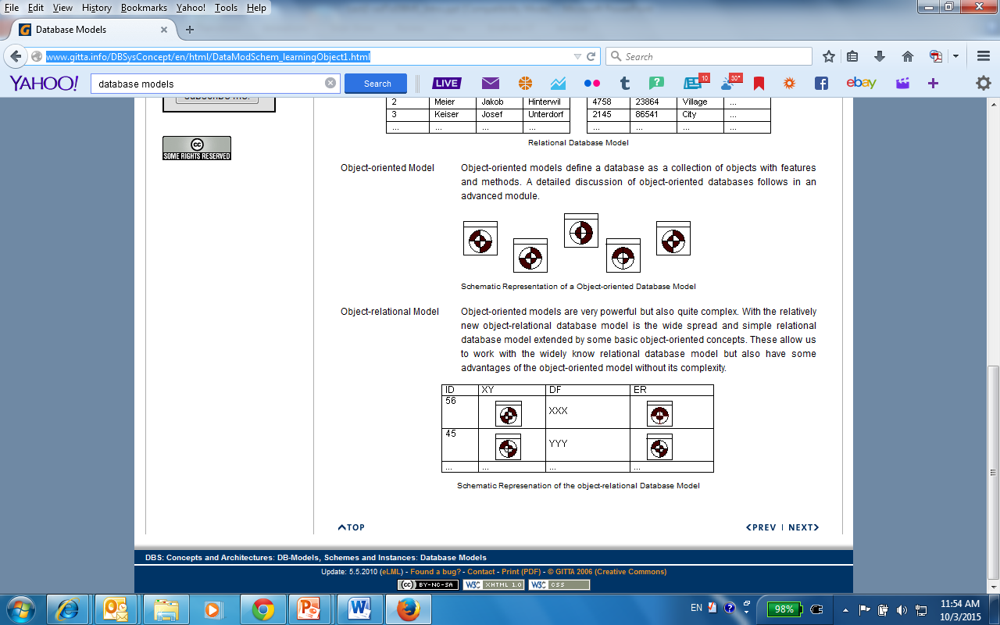 File Edit View History Bookmarks Yahoo! Tools Help
Database Models
www.gitta.info/DBSysConcept/en/html/DataModSchem_learningObject1.html
Search
YAHOO!
database models
Search
LIVE
10
30°
ebay
2 Meier Jakob Hintervil 4758 23864 Village ...
3 Keiser Josef Unterdorf 2145 86541 City ...
... ... ... ... ... ... ... ...
Relational Database Model
cc
SOME RIGHTS RESERVED
Object-oriented Model
Object-oriented models define a database as a collection of objects with features
and methods. A detailed discussion of object-oriented databases follows in an
advanced module.
Schematic Representation of a Object-oriented Database Model
Object-relational Model
Object-oriented models are very powerful but also quite complex. With the relatively
new object-relational database model is the wide spread and simple relational
database model extended by some basic object-oriented concepts. These allow us
to work with the widely know relational database model but also have some
advantages of the object-oriented model without its complexity.
ID XY DF ER
56 XXX
45 YYY
... ... ... ...
Schematic Represenation of the object-relational Database Model
TOP
PREV | NEXT
DBS: Concepts and Architectures: DB-Models, Schemes and Instances: Database Models
Update: 5.5.2010 (eLML) - Found a bug? - Contact - Print (PDF) - © GITTA 2006 (Creative Commons)
cc BY-NC-SA W3C XHTML 1.0 W3C CSS
EN
98%
11:54 AM
10/3/2015